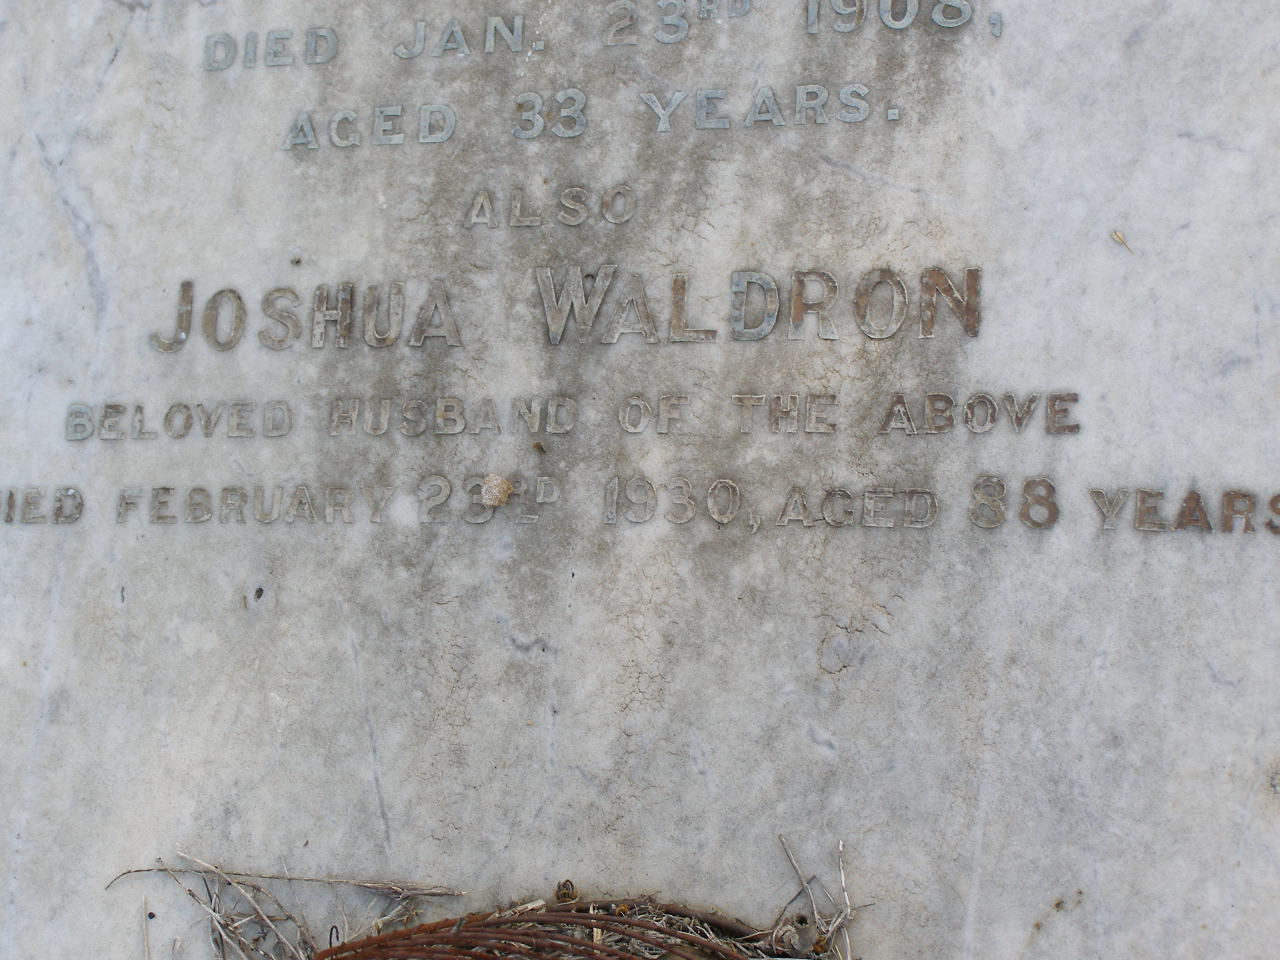 DIED JAN. 23RD 1908,
AGED 33 YEARS.
ALSO
JOSHUA WALDRON
BELOVED HUSBAND OF THE ABOVE
DIED FEBRUARY 23RD 1930, AGED 88 YEARS